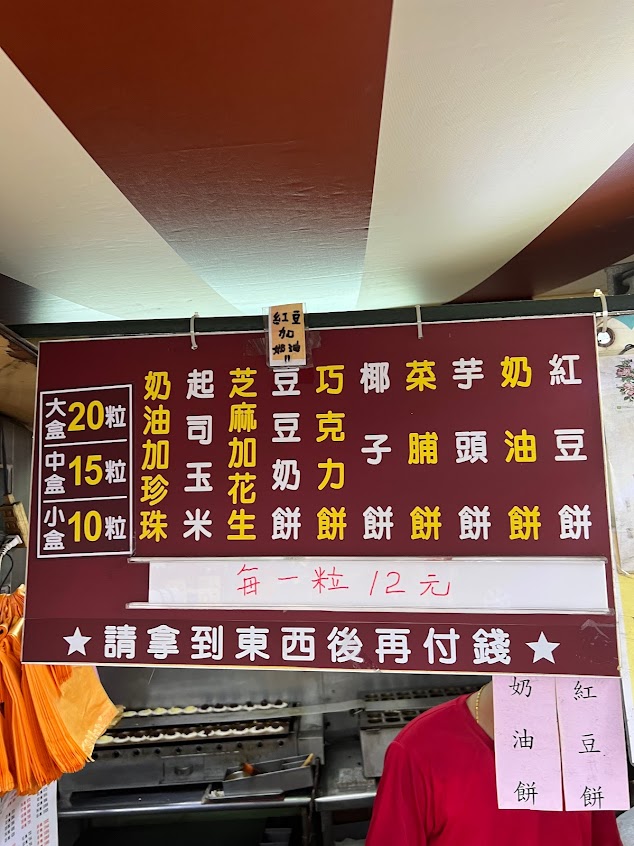 紅豆
加
奶油
!!
紅豆餅
奶油餅
芋頭餅
菜脯餅
椰子餅
巧克力餅
豆豆奶餅
芝麻加花生
起司玉米
奶油加珍珠
大盒20粒
中盒15粒
小盒10粒
每一粒12元
★請拿到東西後再付錢★
紅豆餅
奶油餅